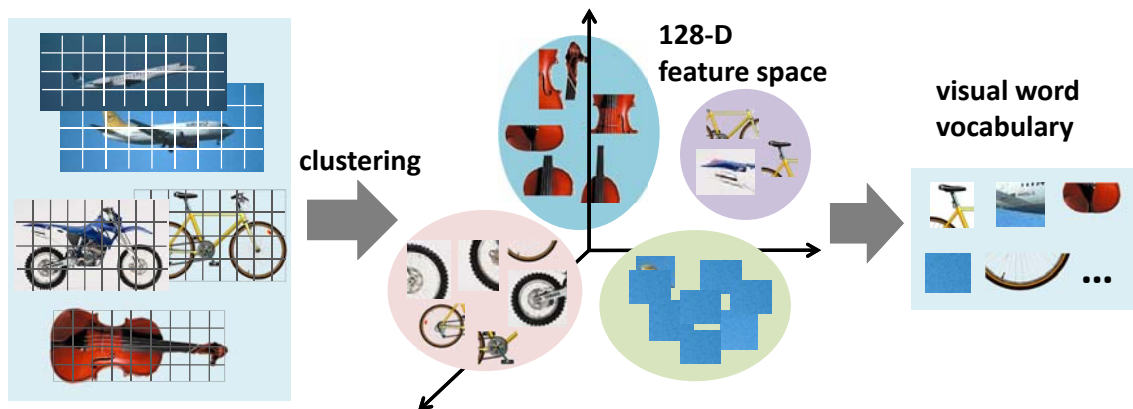 clustering
128-D
feature space
visual word
vocabulary
...